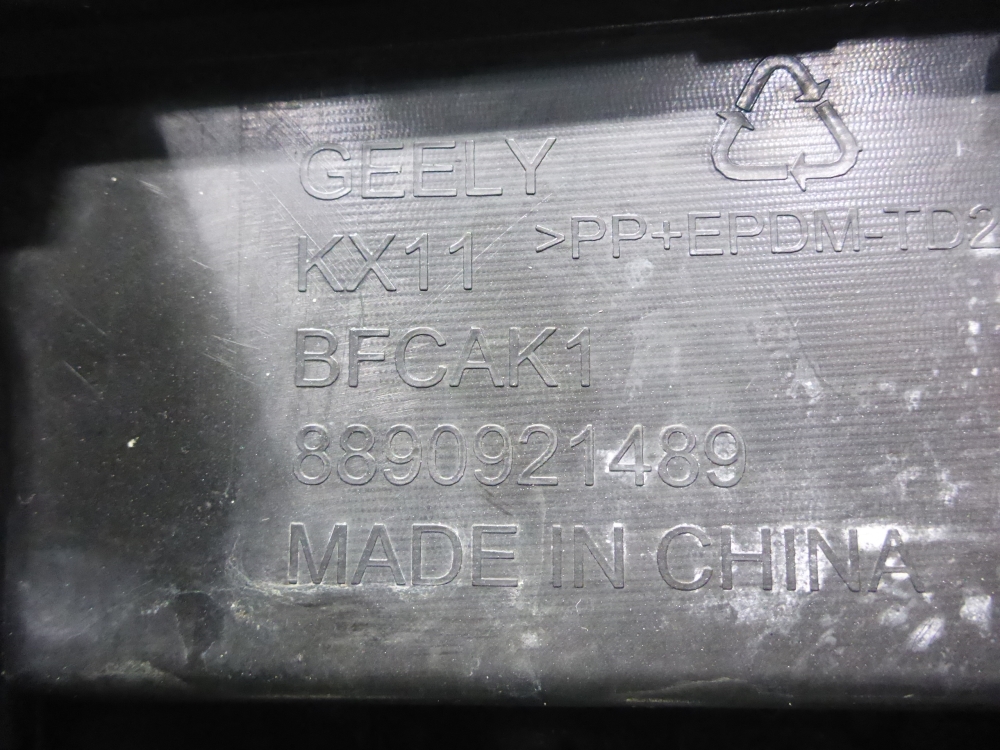 GEELY
KX11 >PP+EPDM-TD2
BFCAK1
8890921489
MADE IN CHINA